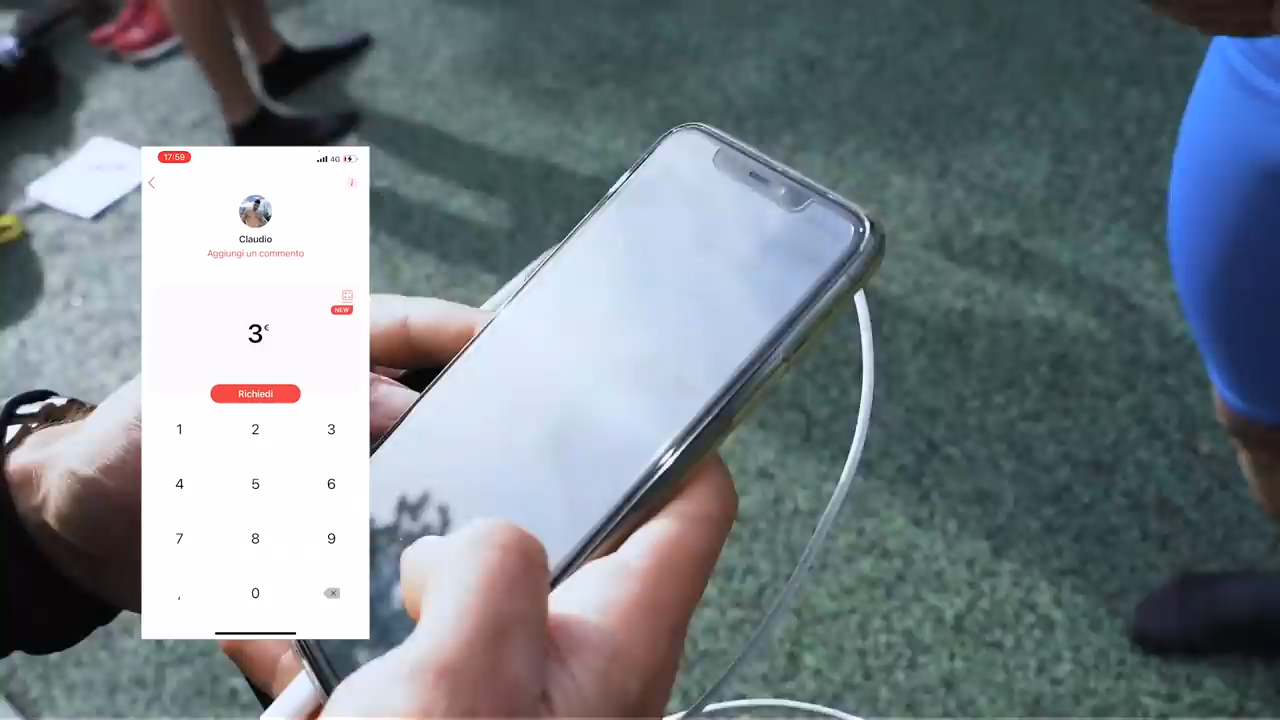 17:59
4G
i
Claudio
Aggiungi un commento
NEW
3€
Richiedi
1 2 3
4 5 6
7 8 9
, 0